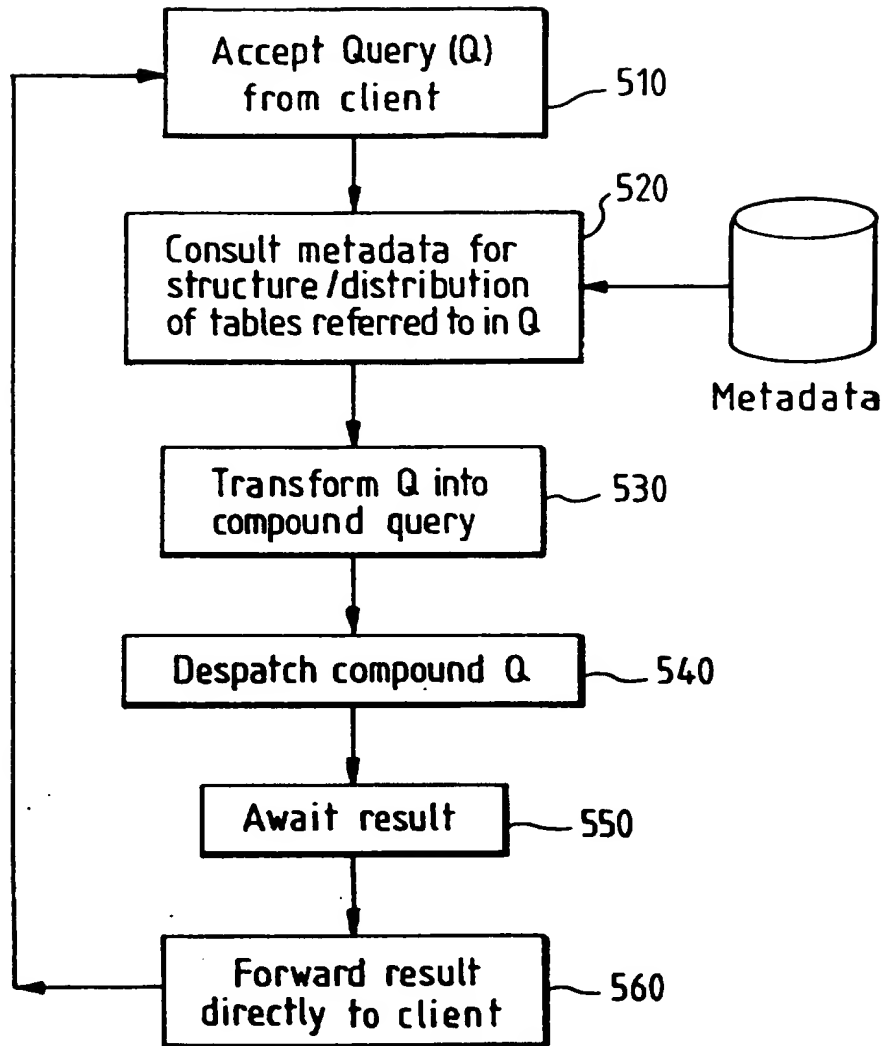 Accept Query (Q)
from client
510
520
Consult metadata for
structure/distribution
of tables referred to in Q
Metadata
Transform Q into
compound query
530
Despatch compound Q
540
Await result
550
Forward result
directly to client
560